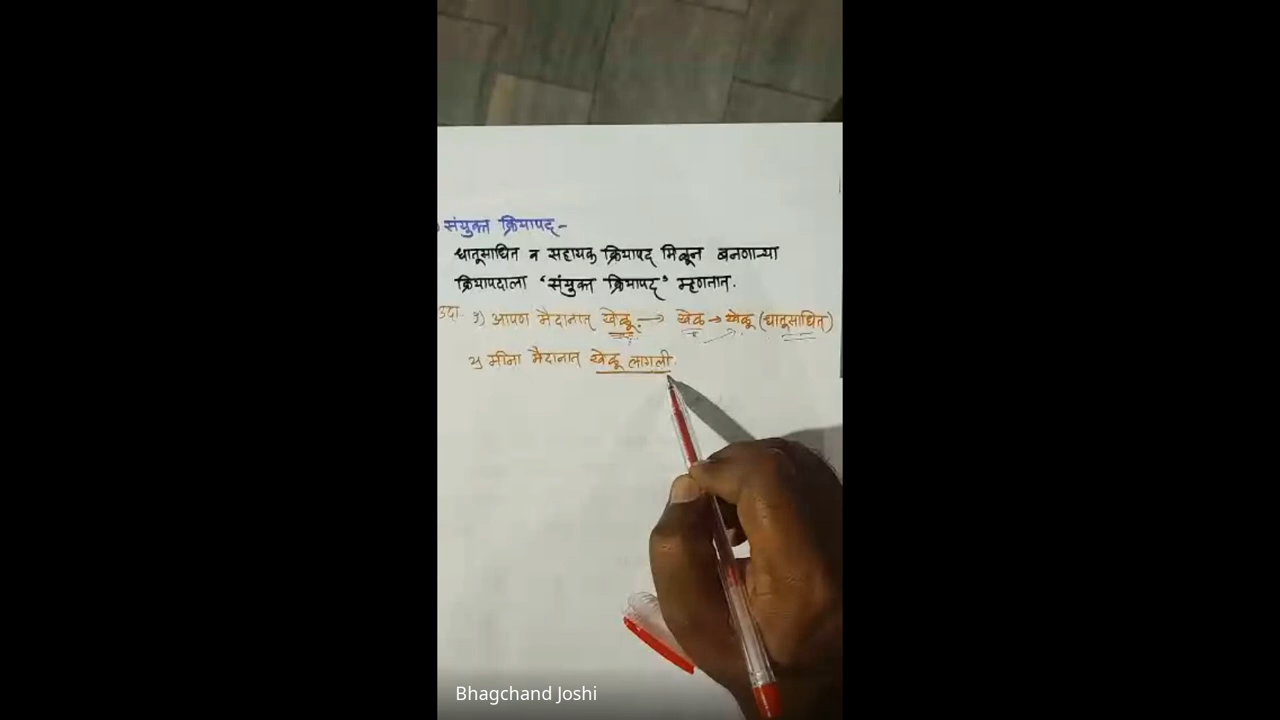 संयुक्त क्रियापद -
धातूसाधित व सहायक क्रियापद मिळून बनणाऱ्या
क्रियापदाला 'संयुक्त क्रियापद' म्हणतात.
उदा. १) आपण मैदानात खेळू. → खेळ → खेळू (धातूसाधित)
२) मीना मैदानात खेळू लागली.
Bhagchand Joshi